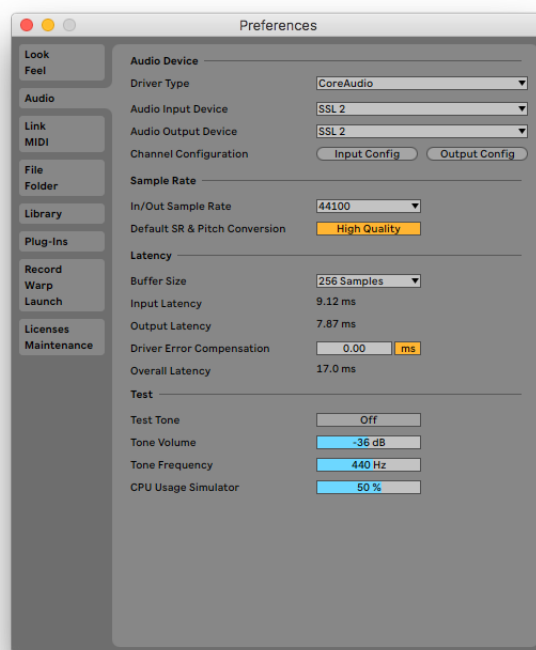 Preferences
Look
Feel
Audio
Link
MIDI
File
Folder
Library
Plug-Ins
Record
Warp
Launch
Licenses
Maintenance
Audio Device
Driver Type CoreAudio
Audio Input Device SSL 2
Audio Output Device SSL 2
Channel Configuration Input Config Output Config
Sample Rate
In/Out Sample Rate 44100
Default SR & Pitch Conversion High Quality
Latency
Buffer Size 256 Samples
Input Latency 9.12 ms
Output Latency 7.87 ms
Driver Error Compensation 0.00 ms
Overall Latency 17.0 ms
Test
Test Tone Off
Tone Volume -36 dB
Tone Frequency 440 Hz
CPU Usage Simulator 50 %